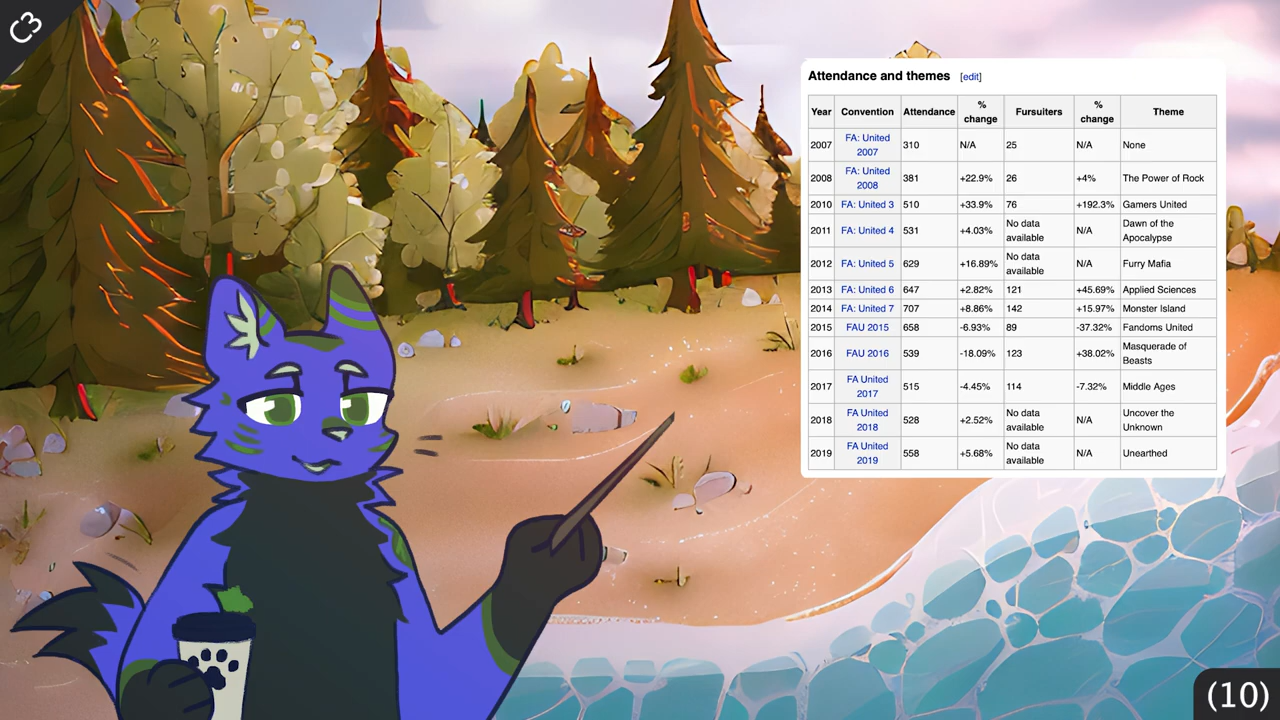 C3
Attendance and themes [edit]
Year Convention Attendance % change Fursuiters % change Theme
2007 FA: United 2007 310 N/A 25 N/A None
2008 FA: United 2008 381 +22.9% 26 +4% The Power of Rock
2010 FA: United 3 510 +33.9% 76 +192.3% Gamers United
2011 FA: United 4 531 +4.03% No data available N/A Dawn of the Apocalypse
2012 FA: United 5 629 +16.89% No data available N/A Furry Mafia
2013 FA: United 6 647 +2.82% 121 +45.69% Applied Sciences
2014 FA: United 7 707 +8.86% 142 +15.97% Monster Island
2015 FAU 2015 658 -6.93% 89 -37.32% Fandoms United
2016 FAU 2016 539 -18.09% 123 +38.02% Masquerade of Beasts
2017 FA United 2017 515 -4.45% 114 -7.32% Middle Ages
2018 FA United 2018 528 +2.52% No data available N/A Uncover the Unknown
2019 FA United 2019 558 +5.68% No data available N/A Unearthed
(10)